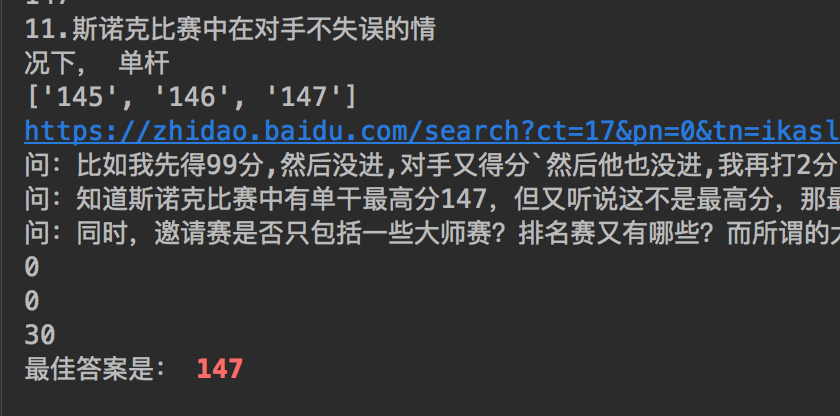 11.斯诺克比赛中在对手不失误的情
况下， 单杆
['145', '146', '147']
https://zhidao.baidu.com/search?ct=17&pn=0&tn=ikasl
问：比如我先得99分,然后没进,对手又得分`然后他也没进,我再打2分
问：知道斯诺克比赛中有单干最高分147，但又听说这不是最高分，那最
问：同时，邀请赛是否只包括一些大师赛？排名赛又有哪些？而所谓的大
0
0
30
最佳答案是： 147